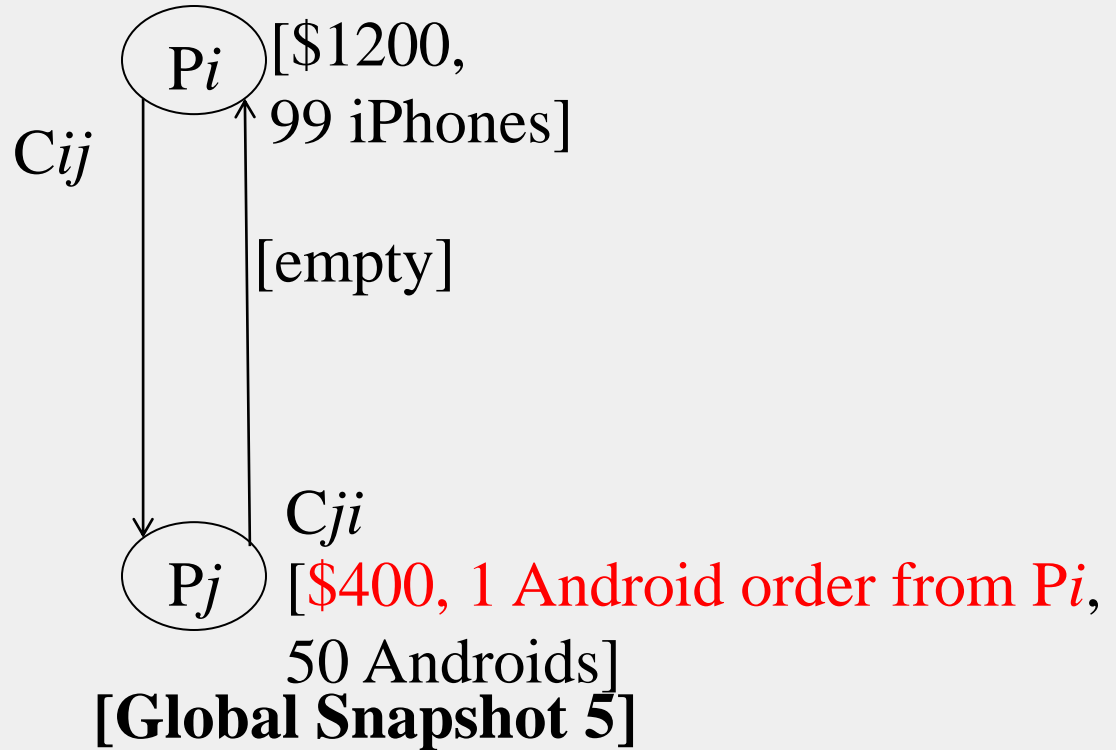 Pi [$1200,
99 iPhones]
Cij
[empty]
Cji
Pj [$400, 1 Android order from Pi,
50 Androids]
[Global Snapshot 5]